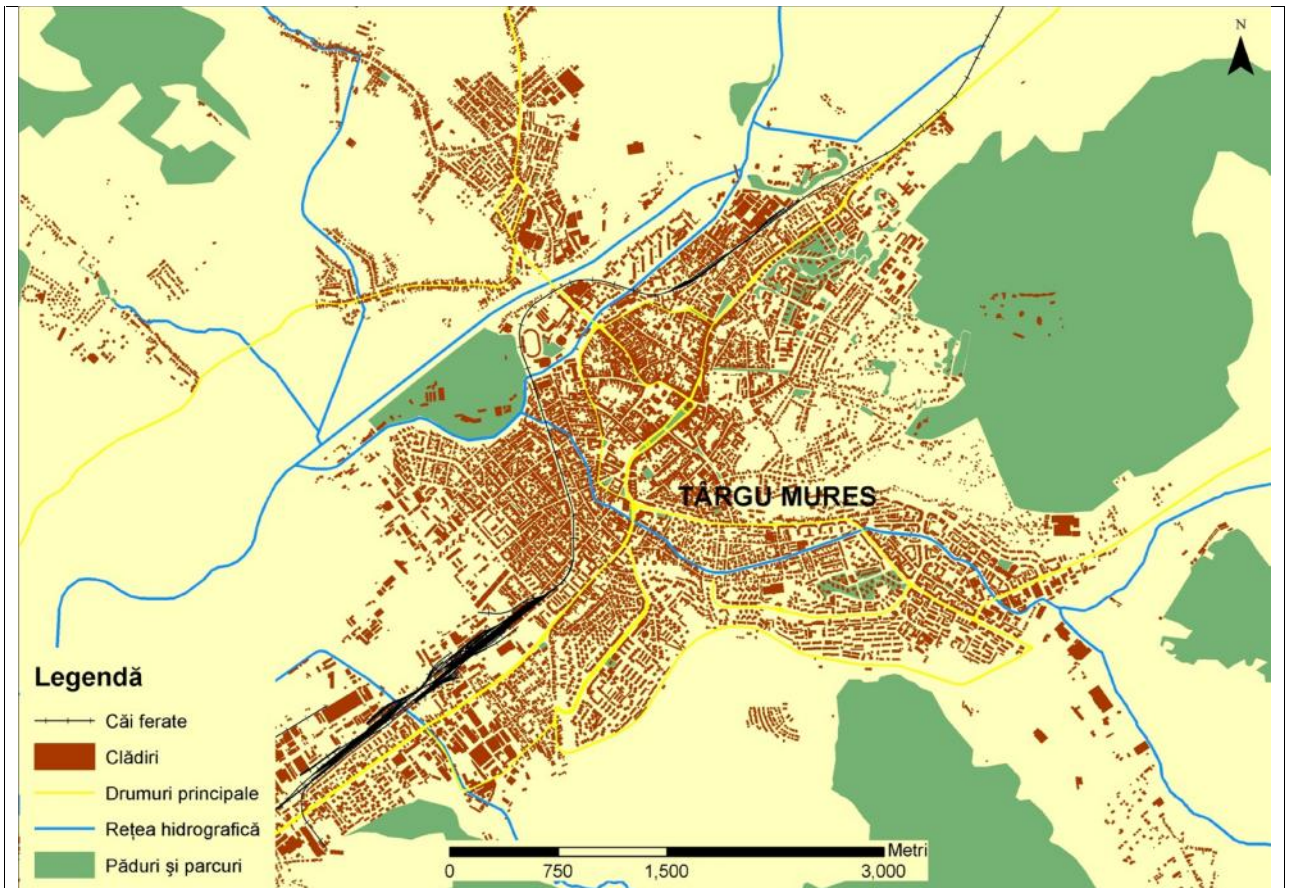 N
TÂRGU MUREȘ
Legendă
Căi ferate
Clădiri
Drumuri principale
Rețea hidrografică
Păduri și parcuri
Metri
0 750 1,500 3,000